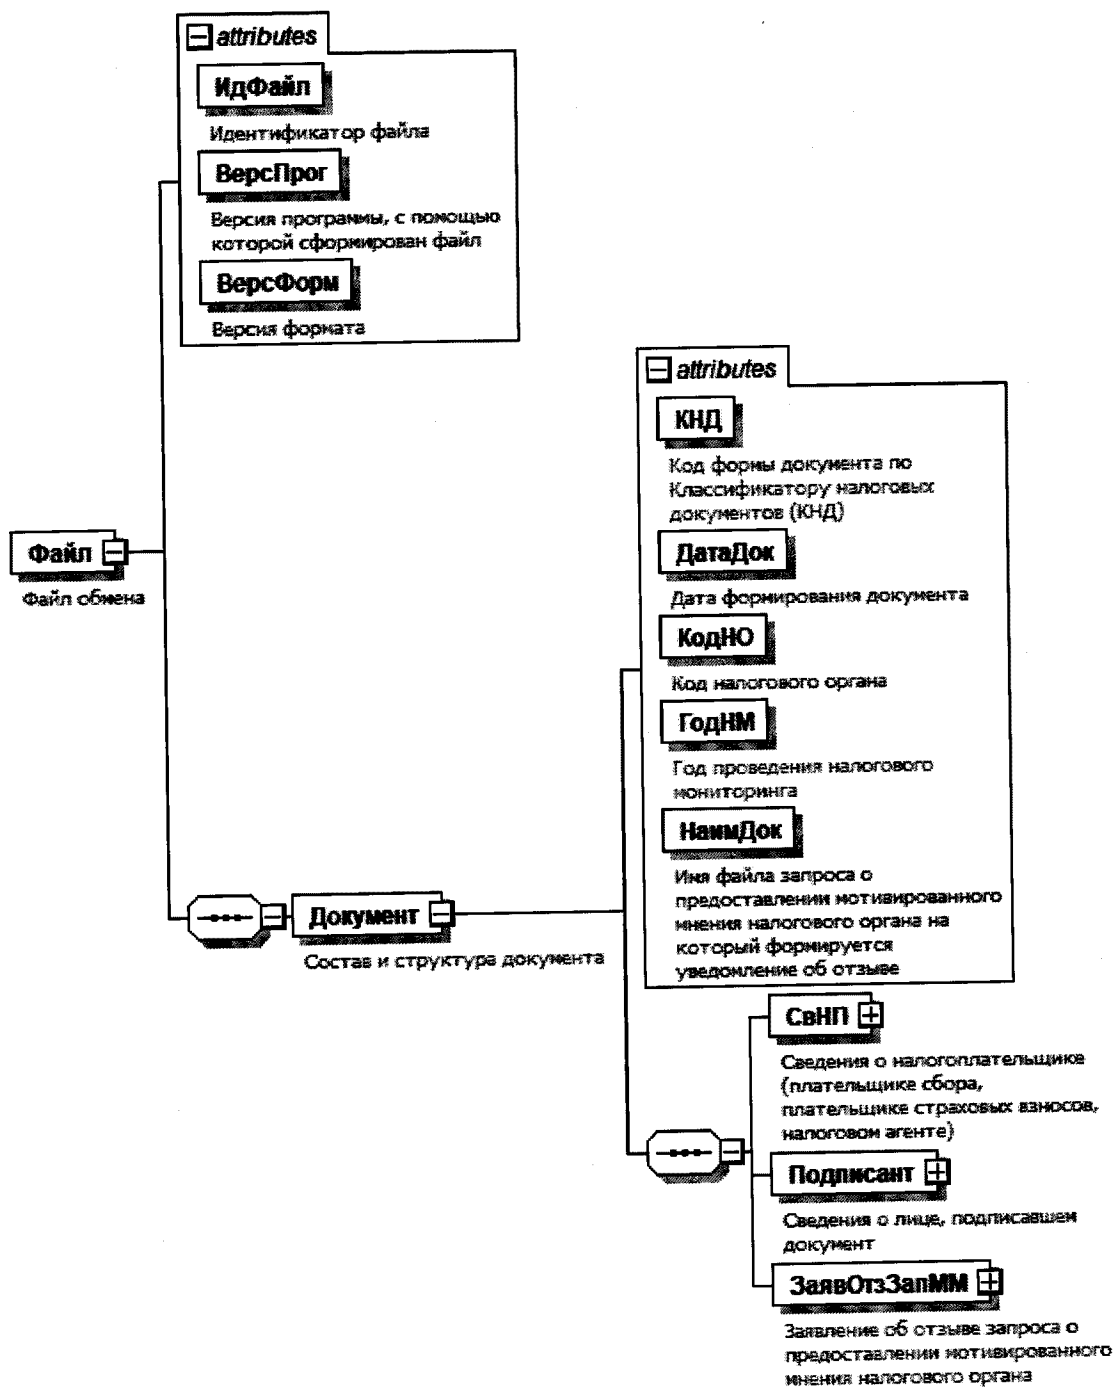 attributes
ИдФайл
Идентификатор файла
ВерсПрог
Версия программы, с помощью
которой сформирован файл
ВерсФорм
Версия формата
Файл
Файл обмена
Документ
Состав и структура документа
attributes
КНД
Код формы документа по
Классификатору налоговых
документов (КНД)
ДатаДок
Дата формирования документа
КодНО
Код налогового органа
ГодНМ
Год проведения налогового
мониторинга
НаимДок
Имя файла запроса о
предоставлении мотивированного
мнения налогового органа на
который формируется
уведомление об отзыве
СвНП
Сведения о налогоплательщике
(плательщике сбора,
плательщике страховых взносов,
налоговом агенте)
Подписант
Сведения о лице, подписавшем
документ
ЗаявОтзЗапММ
Заявление об отзыве запроса о
предоставлении мотивированного
мнения налогового органа